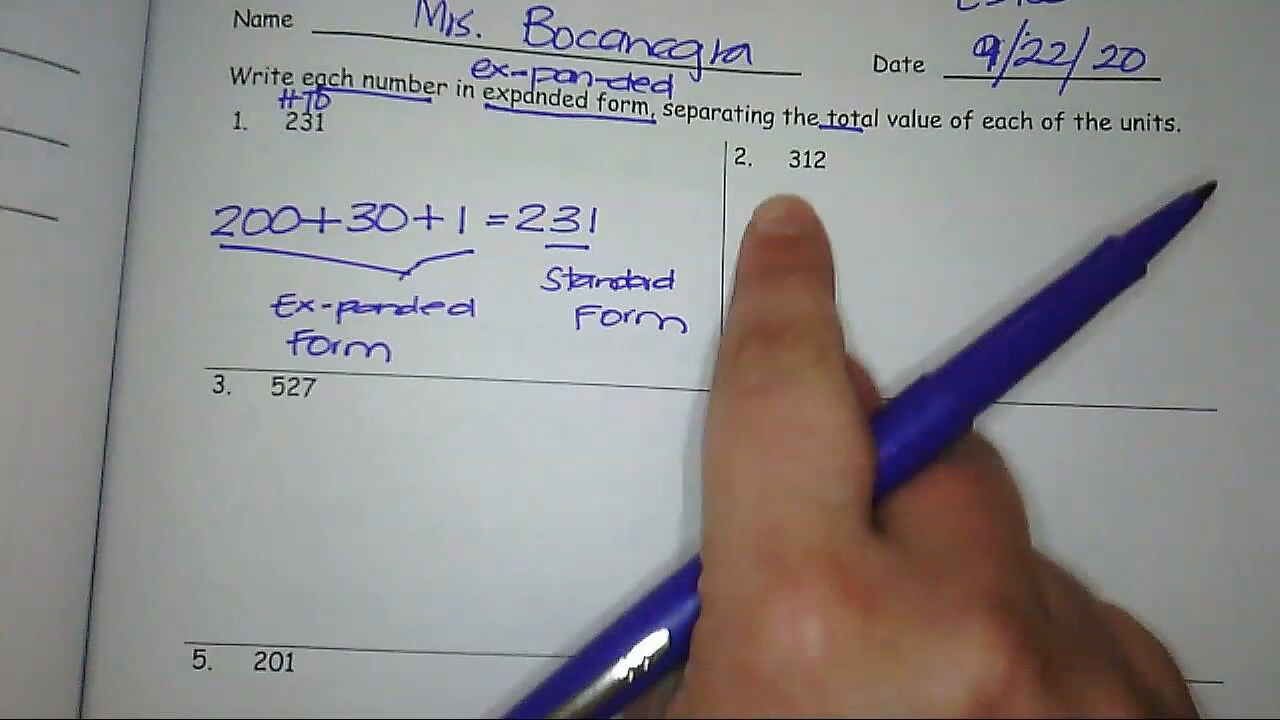 Name Mrs. Bocanegra
Date 9/22/20
ex-pan-ded
Write each number in expanded form, separating the total value of each of the units.
HTO
1. 231
2. 312
200+30+1 = 231
Standard
Form
Ex-panded
form
3. 527
5. 201